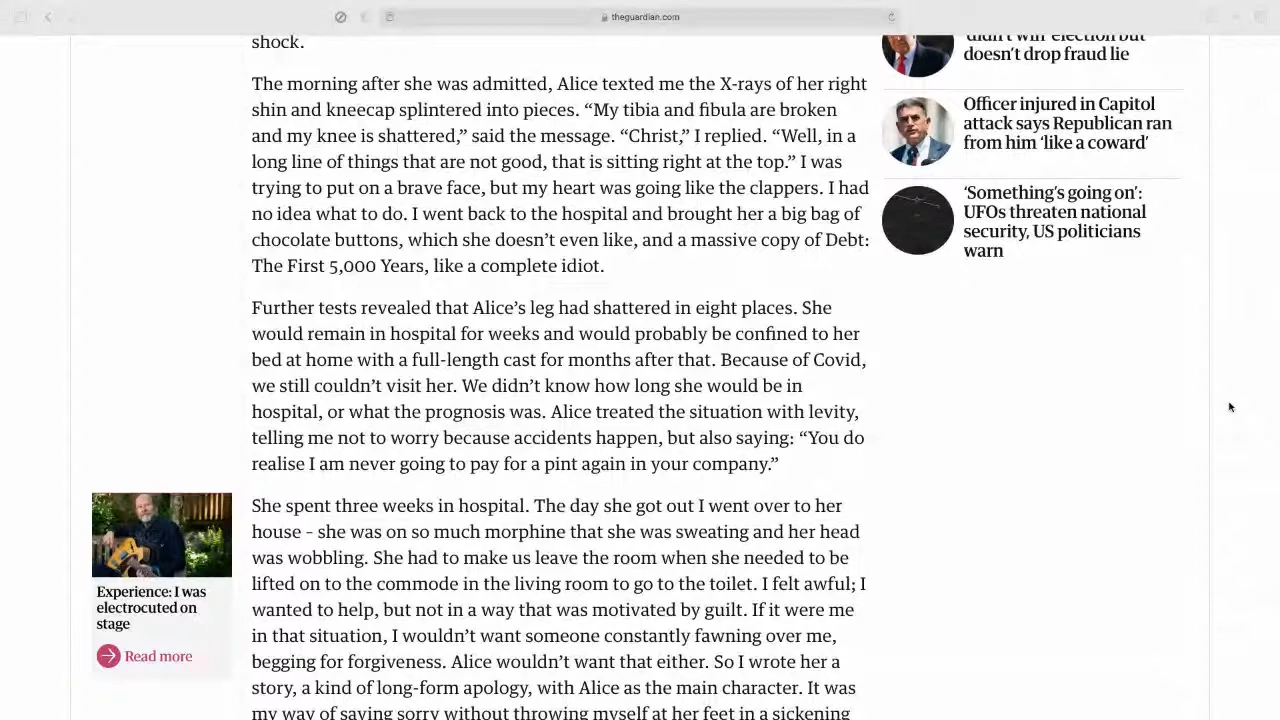 theguardian.com
shock.
The morning after she was admitted, Alice texted me the X-rays of her right
shin and kneecap splintered into pieces. “My tibia and fibula are broken
and my knee is shattered,” said the message. “Christ,” I replied. “Well, in a
long line of things that are not good, that is sitting right at the top.” I was
trying to put on a brave face, but my heart was going like the clappers. I had
no idea what to do. I went back to the hospital and brought her a big bag of
chocolate buttons, which she doesn’t even like, and a massive copy of Debt:
The First 5,000 Years, like a complete idiot.
Further tests revealed that Alice’s leg had shattered in eight places. She
would remain in hospital for weeks and would probably be confined to her
bed at home with a full-length cast for months after that. Because of Covid,
we still couldn’t visit her. We didn’t know how long she would be in
hospital, or what the prognosis was. Alice treated the situation with levity,
telling me not to worry because accidents happen, but also saying: “You do
realise I am never going to pay for a pint again in your company.”
She spent three weeks in hospital. The day she got out I went over to her
house – she was on so much morphine that she was sweating and her head
was wobbling. She had to make us leave the room when she needed to be
lifted on to the commode in the living room to go to the toilet. I felt awful; I
wanted to help, but not in a way that was motivated by guilt. If it were me
in that situation, I wouldn’t want someone constantly fawning over me,
begging for forgiveness. Alice wouldn’t want that either. So I wrote her a
story, a kind of long-form apology, with Alice as the main character. It was
my way of saying sorry without throwing myself at her feet in a sickening
Experience: I was
electrocuted on
stage
Read more
‘didn’t win’ election but
doesn’t drop fraud lie
Officer injured in Capitol
attack says Republican ran
from him ‘like a coward’
‘Something’s going on’:
UFOs threaten national
security, US politicians
warn